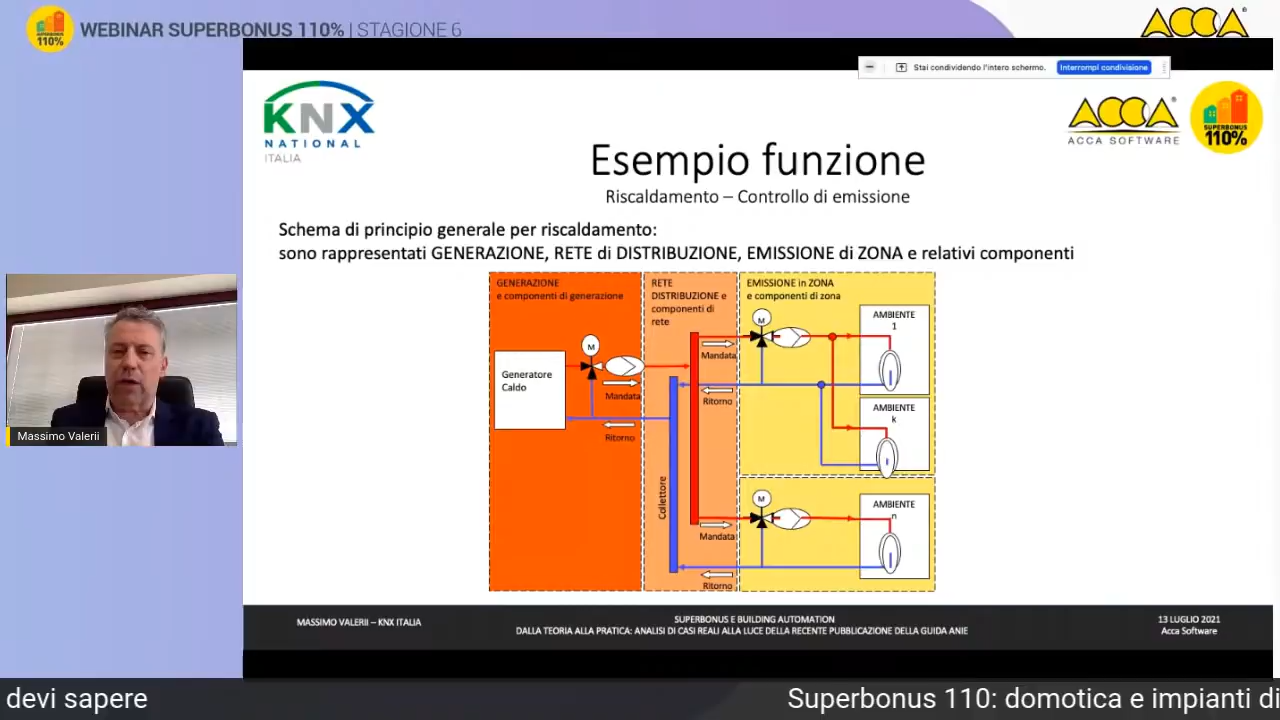 WEBINAR SUPERBONUS 110% | STAGIONE 6
110%
ACCA
Stai condividendo l'intero schermo.
Interrompi condivisione
KNX
NATIONAL
ITALIA
ACCA
ACCA SOFTWARE
SUPERBONUS
110%
Esempio funzione
Riscaldamento – Controllo di emissione
Schema di principio generale per riscaldamento:
sono rappresentati GENERAZIONE, RETE di DISTRIBUZIONE, EMISSIONE di ZONA e relativi componenti
GENERAZIONE
e componenti di generazione
RETE
DISTRIBUZIONE e
componenti di
rete
EMISSIONE in ZONA
e componenti di zona
Generatore
Caldo
M
Mandata
Ritorno
Collettore
Mandata
Ritorno
M
AMBIENTE
1
AMBIENTE
k
M
AMBIENTE
n
Mandata
Ritorno
Massimo Valerii
MASSIMO VALERII – KNX ITALIA
SUPERBONUS E BUILDING AUTOMATION
DALLA TEORIA ALLA PRATICA: ANALISI DI CASI REALI ALLA LUCE DELLA RECENTE PUBBLICAZIONE DELLA GUIDA ANIE
13 LUGLIO 2021
Acca Software
devi sapere
Superbonus 110: domotica e impianti di